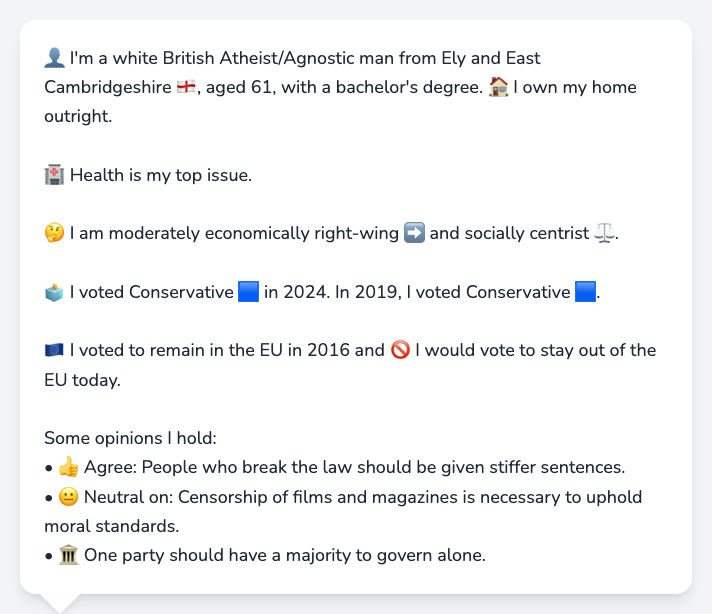 👤 I'm a white British Atheist/Agnostic man from Ely and East
Cambridgeshire 🏴󠁧󠁢󠁥󠁮󠁧󠁿, aged 61, with a bachelor's degree. 🏠 I own my home
outright.
🏥 Health is my top issue.
🤔 I am moderately economically right-wing ➡️ and socially centrist ⚖️.
🗳️ I voted Conservative 🟦 in 2024. In 2019, I voted Conservative 🟦.
🇪🇺 I voted to remain in the EU in 2016 and 🚫 I would vote to stay out of the
EU today.
Some opinions I hold:
• 👍 Agree: People who break the law should be given stiffer sentences.
• 😐 Neutral on: Censorship of films and magazines is necessary to uphold
moral standards.
• 🏛️ One party should have a majority to govern alone.